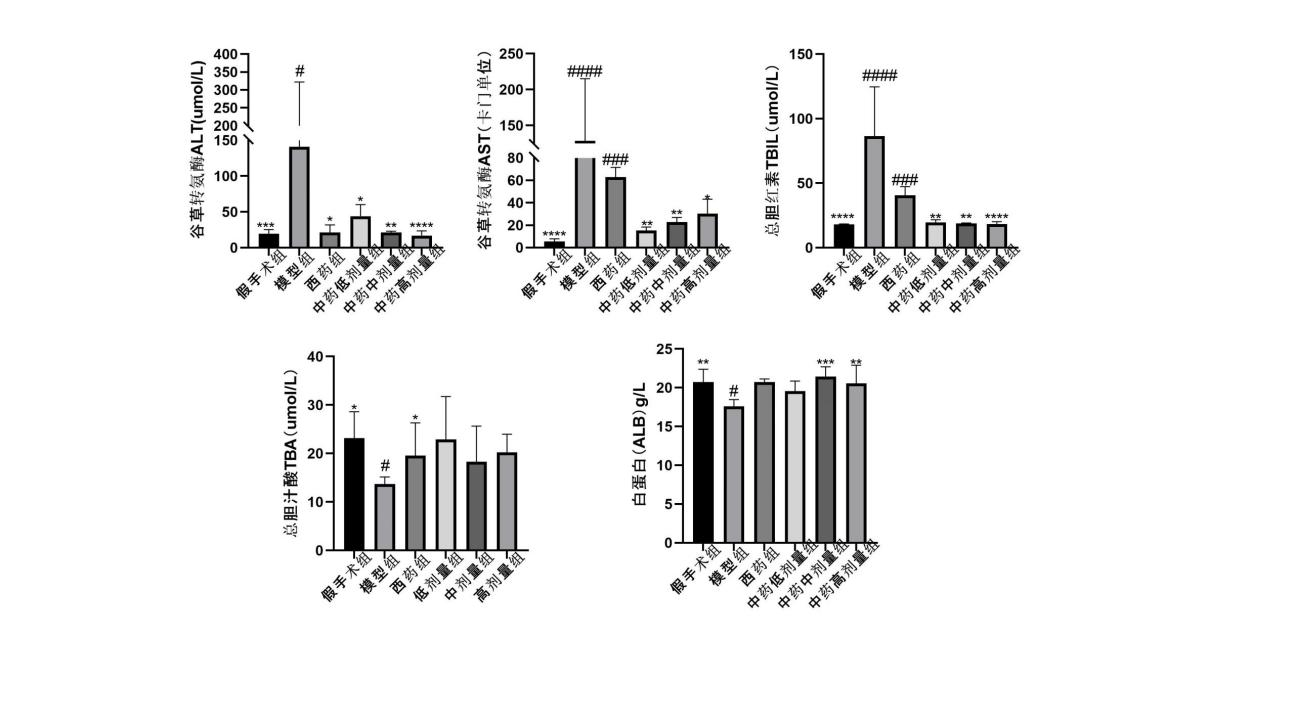 谷草转氨酶ALT(umol/L)
400
350
300
250
200
150
100
50
0
***
#
*
*
**
****
假手术组
模型组
西药组
中药低剂量组
中药中剂量组
中药高剂量组
谷草转氨酶AST(卡门单位)
250
200
150
80
60
40
20
0
****
####
###
**
**
*
假手术组
模型组
西药组
中药低剂量组
中药中剂量组
中药高剂量组
总胆红素TBIL(umol/L)
150
100
50
0
****
####
###
**
**
****
假手术组
模型组
西药组
中药低剂量组
中药中剂量组
中药高剂量组
总胆汁酸TBA(umol/L)
40
30
20
10
0
*
#
*
假手术组
模型组
西药组
低剂量组
中剂量组
高剂量组
白蛋白(ALB)g/L
25
20
15
10
5
0
**
#
***
**
假手术组
模型组
西药组
中药低剂量组
中药中剂量组
中药高剂量组